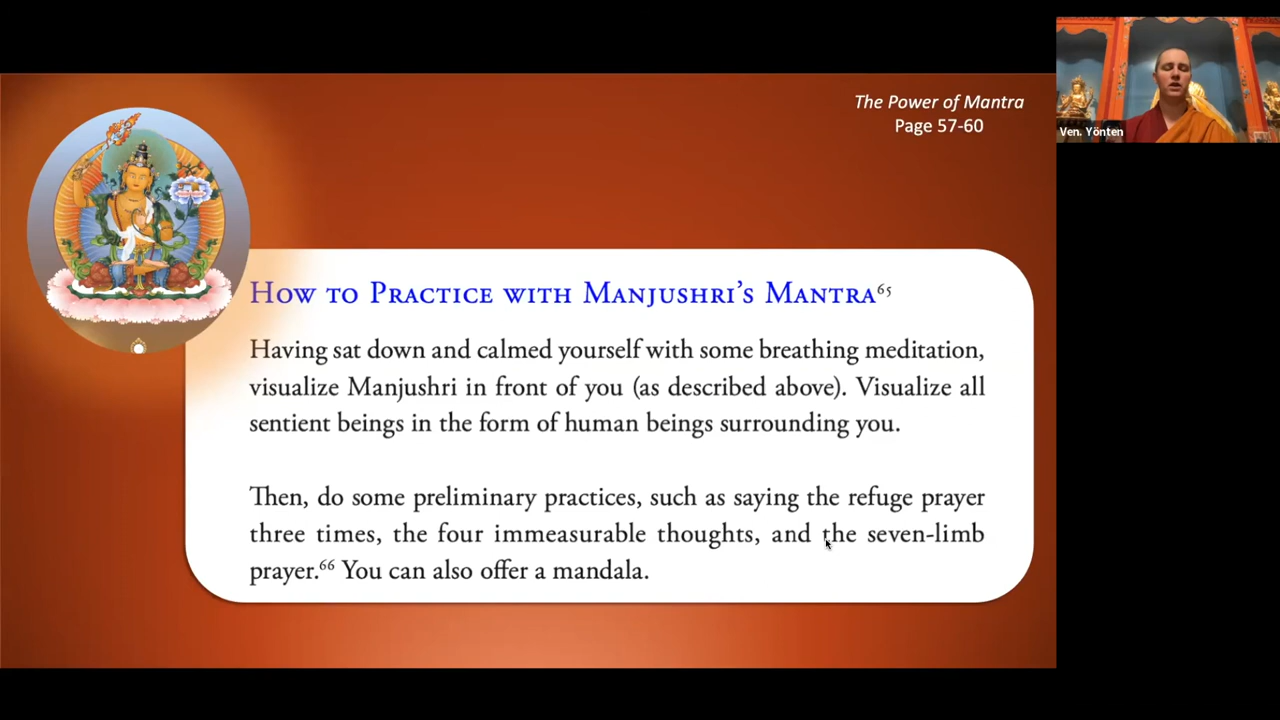 The Power of Mantra
Page 57-60
Ven. Yönten
How to Practice with Manjushri's Mantra⁶⁵
Having sat down and calmed yourself with some breathing meditation,
visualize Manjushri in front of you (as described above). Visualize all
sentient beings in the form of human beings surrounding you.
Then, do some preliminary practices, such as saying the refuge prayer
three times, the four immeasurable thoughts, and the seven-limb
prayer.⁶⁶ You can also offer a mandala.